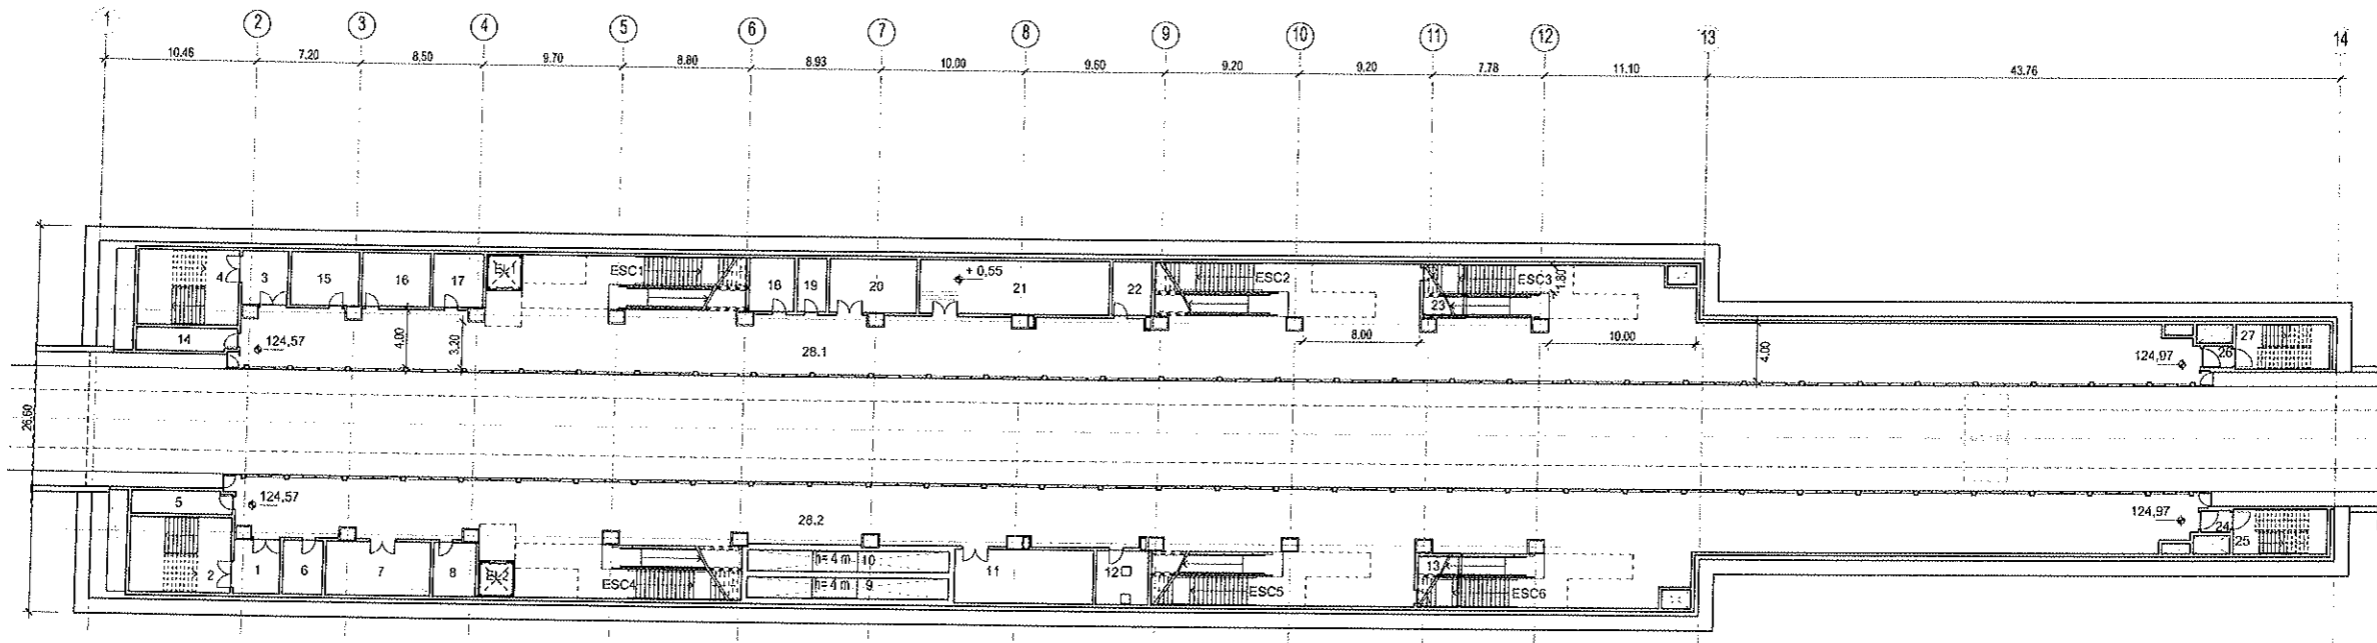 1 2 3 4 5 6 7 8 9 10 11 12 13 14
10.46 7.20 8.50 9.70 8.80 8.93 10.00 9.60 9.20 9.20 7.78 11.10 43.76
4 3 15 16 17 EL1 ESC1 18 19 20 + 0,55 21 22 ESC2 23 ESC3 1.80
14 124,57 4.00 3.20 28.1 8.00 10.00 4.00 124,97 26 27
26.60
5 124,57 28.2 124,97 24 25
2 1 6 7 8 EL2 ESC4 h= 4 m 10 11 12 ESC5 13 ESC6
h= 4 m 9